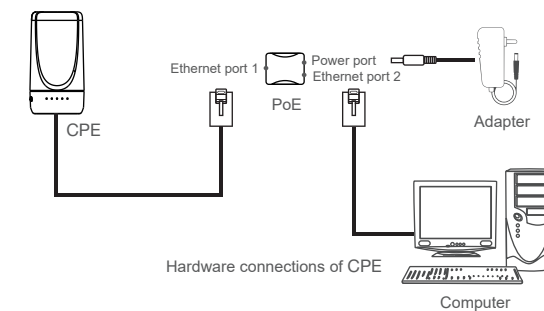 Ethernet port 1
Power port
Ethernet port 2
PoE
CPE
Adapter
Hardware connections of CPE
Computer